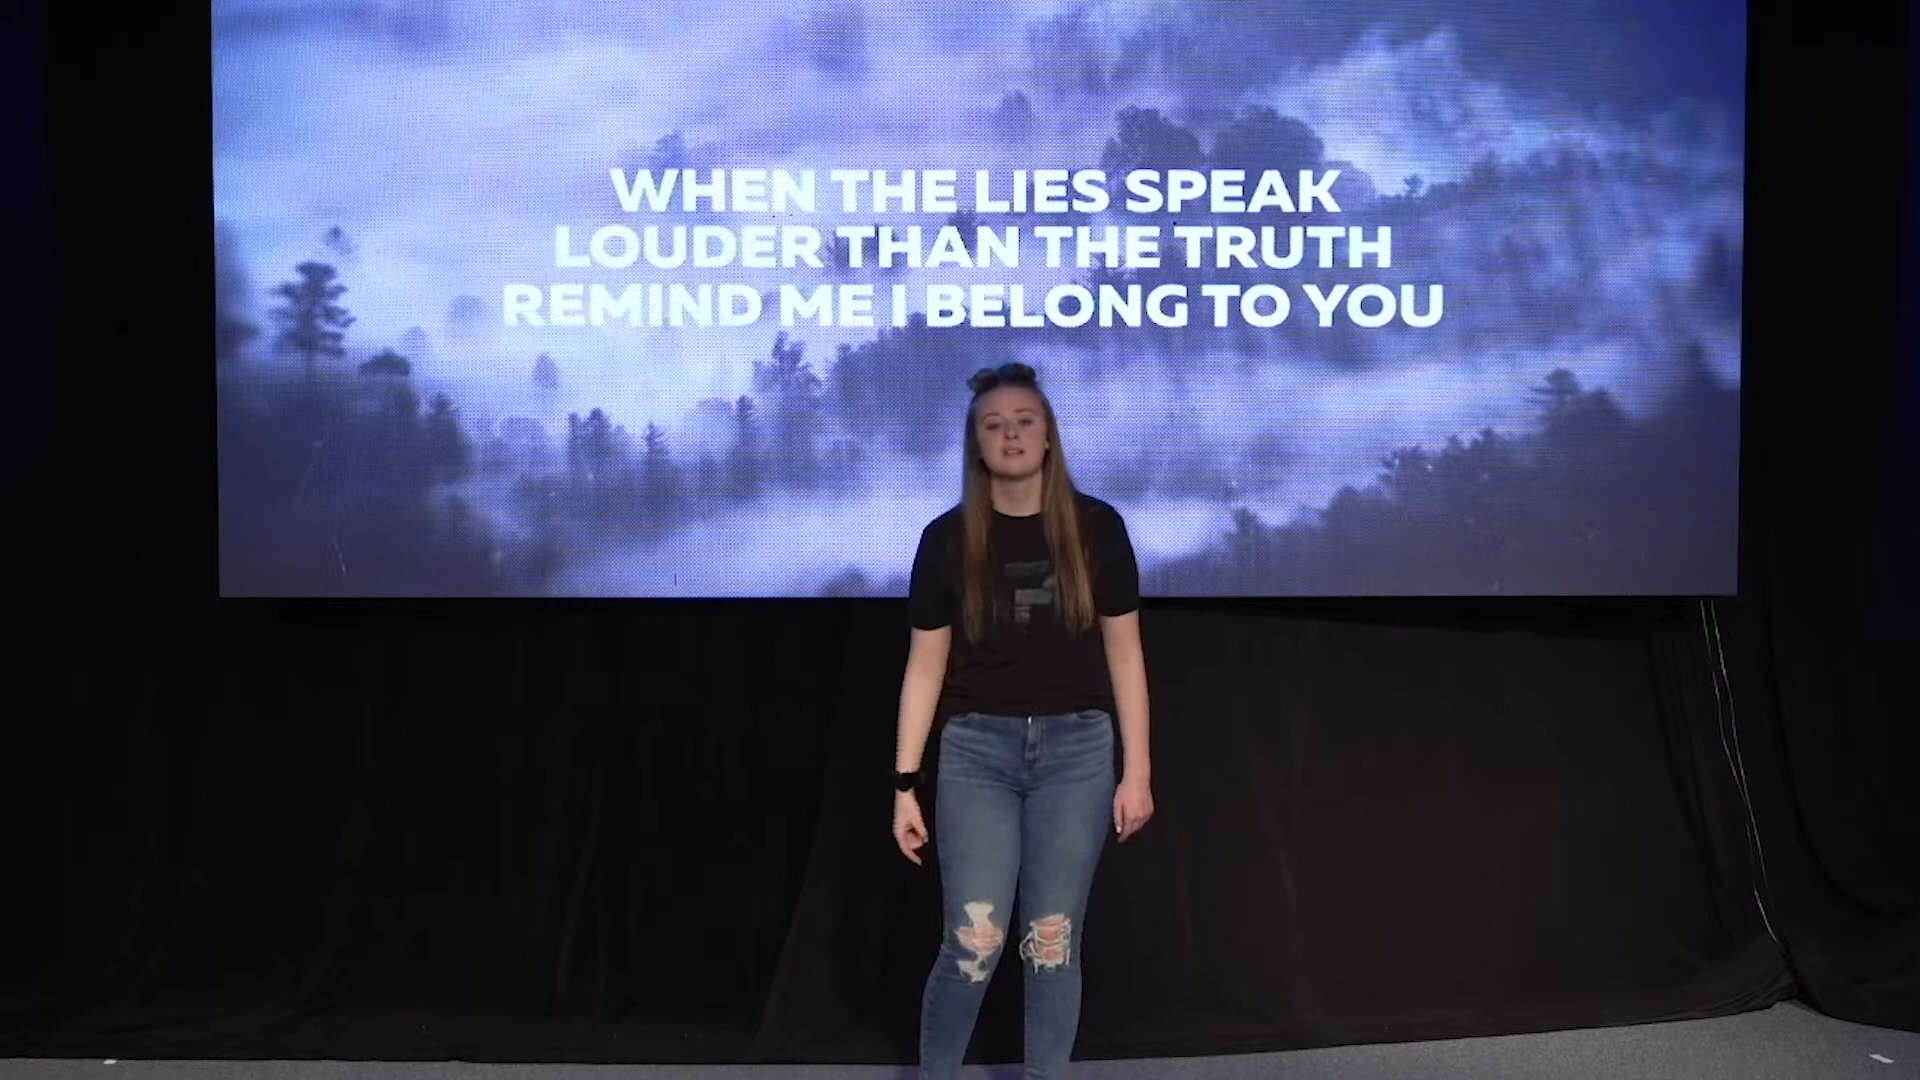 WHEN THE LIES SPEAK
LOUDER THAN THE TRUTH
REMIND ME I BELONG TO YOU